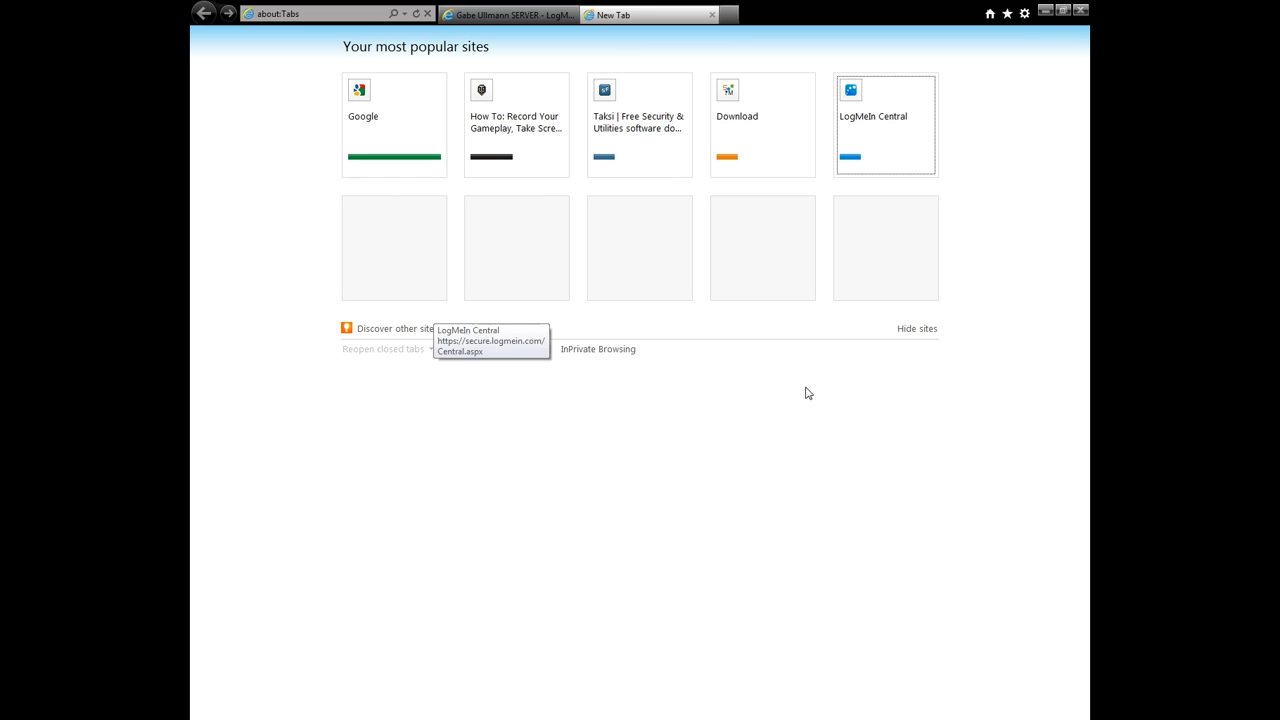 about:Tabs
Gabe Ullmann SERVER - LogM...
New Tab
Your most popular sites
Google
How To: Record Your
Gameplay, Take Scre...
Taksi | Free Security &
Utilities software do...
Download
LogMeIn Central
Discover other site
Hide sites
LogMeIn Central
https://secure.logmein.com/
Central.aspx
Reopen closed tabs
InPrivate Browsing